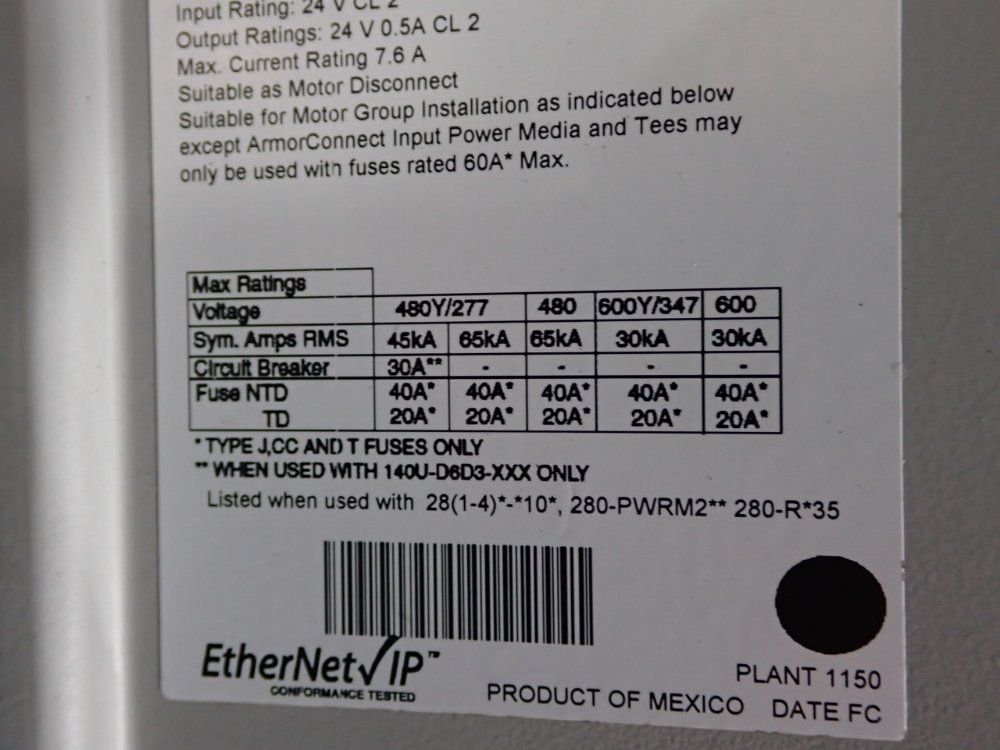 Input Rating: 24 V CL 2
Output Ratings: 24 V 0.5A CL 2
Max. Current Rating 7.6 A
Suitable as Motor Disconnect
Suitable for Motor Group Installation as indicated below
except ArmorConnect Input Power Media and Tees may
only be used with fuses rated 60A* Max.
Max Ratings
Voltage 480Y/277 480 600Y/347 600
Sym. Amps RMS 45kA 65kA 65kA 30kA 30kA
Circuit Breaker 30A** - - - -
Fuse NTD 40A* 40A* 40A* 40A* 40A*
TD 20A* 20A* 20A* 20A* 20A*
* TYPE J,CC AND T FUSES ONLY
** WHEN USED WITH 140U-D6D3-XXX ONLY
Listed when used with 28(1-4)*-*10*, 280-PWRM2** 280-R*35
EtherNet/IP™
CONFORMANCE TESTED
PLANT 1150
PRODUCT OF MEXICO DATE FC